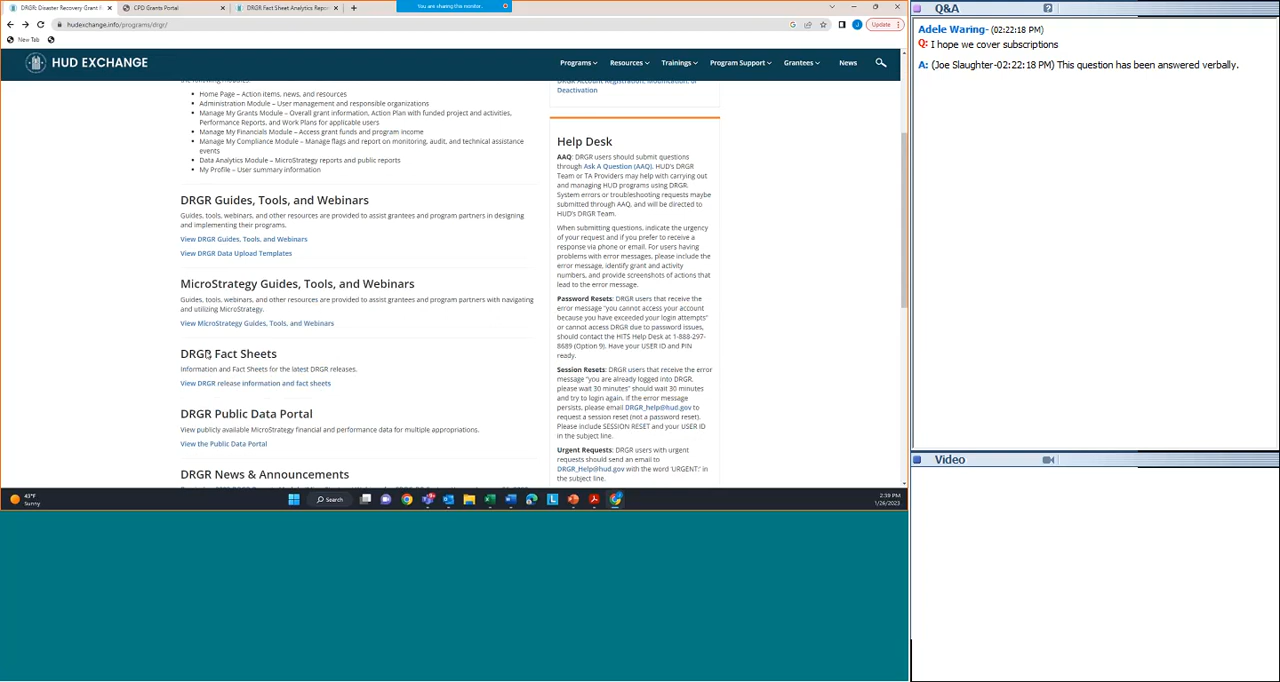 DRGR: Disaster Recovery Grant
CPD Grants Portal
DRGR Fact Sheet Analytics Repor
You are sharing this monitor.
hudexchange.info/programs/drgr/
Update
New Tab
HUD EXCHANGE
Programs
Resources
Trainings
Program Support
Grantees
News
Home Page – Action items, news, and resources
Administration Module – User management and responsible organizations
Manage My Grants Module – Overall grant information, Action Plan with funded project and activities,
Performance Reports, and Work Plans for applicable users
Manage My Financials Module – Access grant funds and program income
Manage My Compliance Module – Manage flags and report on monitoring, audit, and technical assistance
events
Data Analytics Module – MicroStrategy reports and public reports
My Profile – User summary information
DRGR Guides, Tools, and Webinars
Guides, tools, webinars, and other resources are provided to assist grantees and program partners in designing
and implementing their programs.
View DRGR Guides, Tools, and Webinars
View DRGR Data Upload Templates
MicroStrategy Guides, Tools, and Webinars
Guides, tools, webinars, and other resources are provided to assist grantees and program partners with navigating
and utilizing MicroStrategy.
View MicroStrategy Guides, Tools, and Webinars
DRGR Fact Sheets
Information and Fact Sheets for the latest DRGR releases.
View DRGR release information and fact sheets
DRGR Public Data Portal
View publicly available MicroStrategy financial and performance data for multiple appropriations.
View the Public Data Portal
DRGR News & Announcements
DRGR Account Registration, Modification, or
Deactivation
Help Desk
AAQ: DRGR users should submit questions
through Ask A Question (AAQ). HUD's DRGR
Team or TA Providers may help with carrying out
and managing HUD programs using DRGR.
System errors or troubleshooting requests maybe
submitted through AAQ, and will be directed to
HUD's DRGR Team.
When submitting questions, indicate the urgency
of your request and if you prefer to receive a
response via phone or email. For users having
problems with error messages, please include the
error message, identify grant and activity
numbers, and provide screenshots of actions that
lead to the error message.
Password Resets: DRGR users that receive the
error message "you cannot access your account
because you have exceeded your login attempts"
or cannot access DRGR due to password issues,
should contact the HITS Help Desk at 1-888-297-
8689 (Option 9). Have your USER ID and PIN
ready.
Session Resets: DRGR users that receive the error
message "you are already logged into DRGR,
please wait 30 minutes" should wait 30 minutes
and try to login again. If the error message
persists, please email DRGR_help@hud.gov to
request a session reset (not a password reset).
Please include SESSION RESET and your USER ID
in the subject line.
Urgent Requests: DRGR users with urgent
requests should send an email to
DRGR_Help@hud.gov with the word 'URGENT:' in
the subject line.
43°F
Sunny
Search
2:39 PM
1/26/2023
Q&A
Adele Waring- (02:22:18 PM)
Q: I hope we cover subscriptions
A: (Joe Slaughter-02:22:18 PM) This question has been answered verbally.
Video